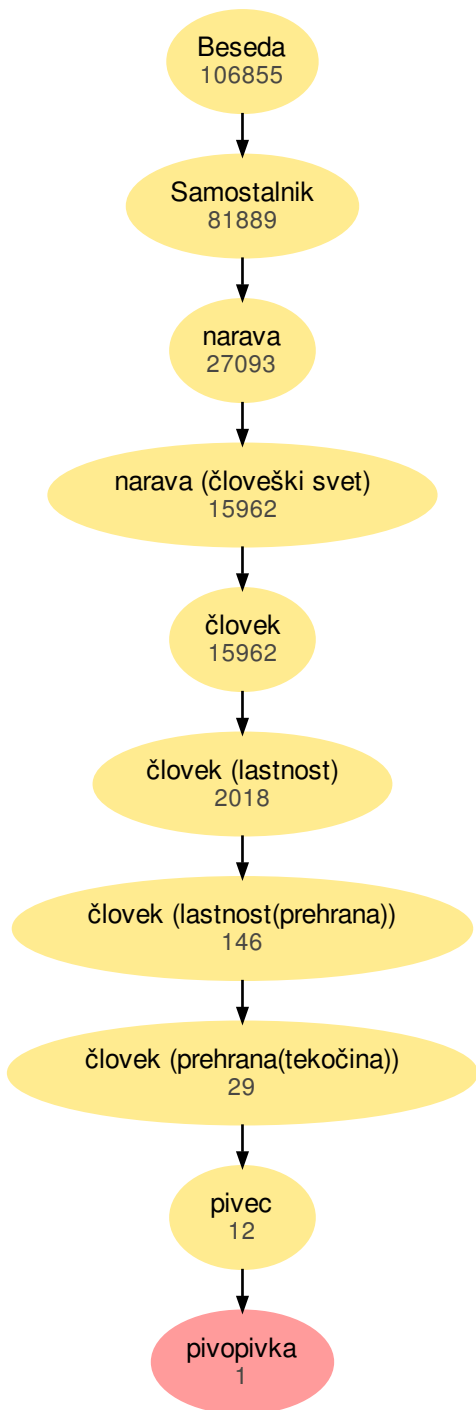 Beseda
106855
Samostalnik
81889
narava
27093
narava (človeški svet)
15962
človek
15962
človek (lastnost)
2018
človek (lastnost(prehrana))
146
človek (prehrana(tekočina))
29
pivec
12
pivopivka
1